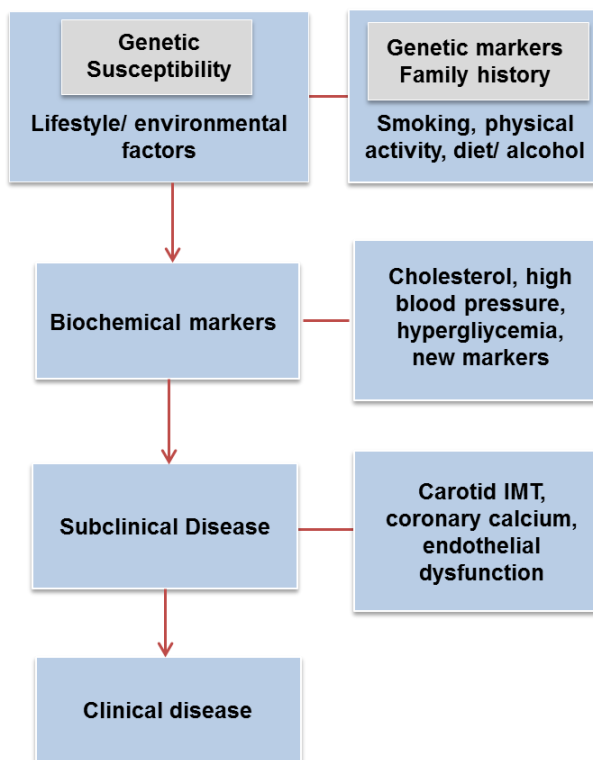 Genetic
Susceptibility
Lifestyle/ environmental
factors
Genetic markers
Family history
Smoking, physical
activity, diet/ alcohol
Biochemical markers
Cholesterol, high
blood pressure,
hypergliycemia,
new markers
Subclinical Disease
Carotid IMT,
coronary calcium,
endothelial
dysfunction
Clinical disease